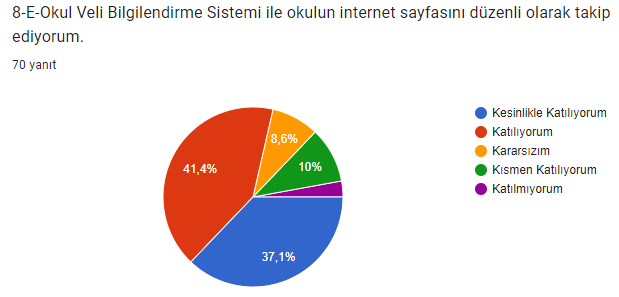 8-E-Okul Veli Bilgilendirme Sistemi ile okulun internet sayfasını düzenli olarak takip
ediyorum.
70 yanıt
Kesinlikle Katılıyorum
Katılıyorum
Kararsızım
Kısmen Katılıyorum
Katılmıyorum
8,6%
10%
41,4%
37,1%